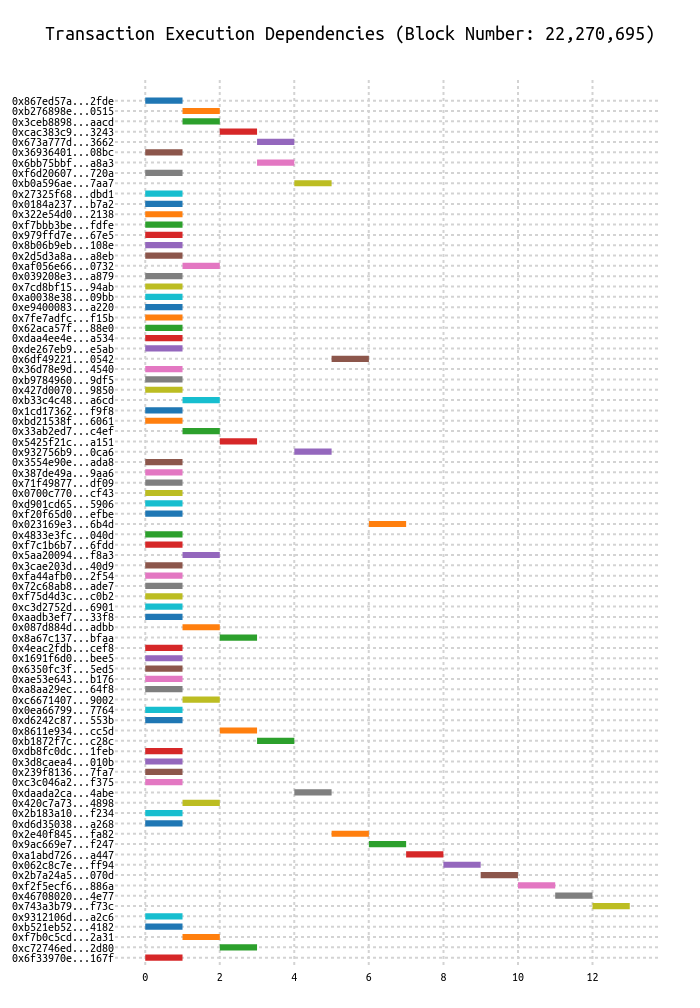 Transaction Execution Dependencies (Block Number: 22,270,695)
0x867ed57a...2fde
0xb276898e...0515
0x3ceb8898...aacd
0xcac383c9...3243
0x673a777d...3662
0x36936401...08bc
0x6bb75bbf...a8a3
0xf6d20607...720a
0xb0a596ae...7aa7
0x27325f68...dbd1
0x0184a237...b7a2
0x322e54d0...2138
0xf7bbb3be...fdfe
0x979ffd7e...67e5
0x8b06b9eb...108e
0x2d5d3a8a...a8eb
0xaf056e66...0732
0x039208e3...a879
0x7cd8bf15...94ab
0xa0038e38...09bb
0xe9400083...a220
0x7fe7adfc...f15b
0x62aca57f...88e0
0xdaa4ee4e...a534
0xde267eb9...e5ab
0x6df49221...0542
0x36d78e9d...4540
0xb9784960...9df5
0x427d0070...9850
0xb33c4c48...a6cd
0x1cd17362...f9f8
0xbd21538f...6061
0x33ab2ed7...c4ef
0x5425f21c...a151
0x932756b9...0ca6
0x3554e90e...ada8
0x387de49a...9aa6
0x71f49877...df09
0x0700c770...cf43
0xd901cd65...5906
0xf20f65d0...efbe
0x023169e3...6b4d
0x4833e3fc...040d
0xf7c1b6b7...6fdd
0x5aa20094...f8a3
0x3cae203d...40d9
0xfa44afb0...2f54
0x72c68ab8...ade7
0xf75d4d3c...c0b2
0xc3d2752d...6901
0xaadb3ef7...33f8
0x087d884d...adbb
0x8a67c137...bfaa
0x4eac2fdb...cef8
0x1691f6d0...bee5
0x6350fc3f...5ed5
0xae53e643...b176
0xa8aa29ec...64f8
0xc6671407...9002
0x0ea66799...7764
0xd6242c87...553b
0x8611e934...cc5d
0xb1872f7c...c28c
0xdb8fc0dc...1feb
0x3d8caea4...010b
0x239f8136...7fa7
0xc3c046a2...f375
0xdaada2ca...4abe
0x420c7a73...4898
0x2b183a10...f234
0xd6d35038...a268
0x2e40f845...fa82
0x9ac669e7...f247
0xa1abd726...a447
0x062c8c7e...ff94
0x2b7a24a5...070d
0xf2f5ecf6...886a
0x46708020...4e77
0x743a3b79...f73c
0x9312106d...a2c6
0xb521eb52...4182
0xf7b0c5cd...2a31
0xc72746ed...2d80
0x6f33970e...167f
0 2 4 6 8 10 12